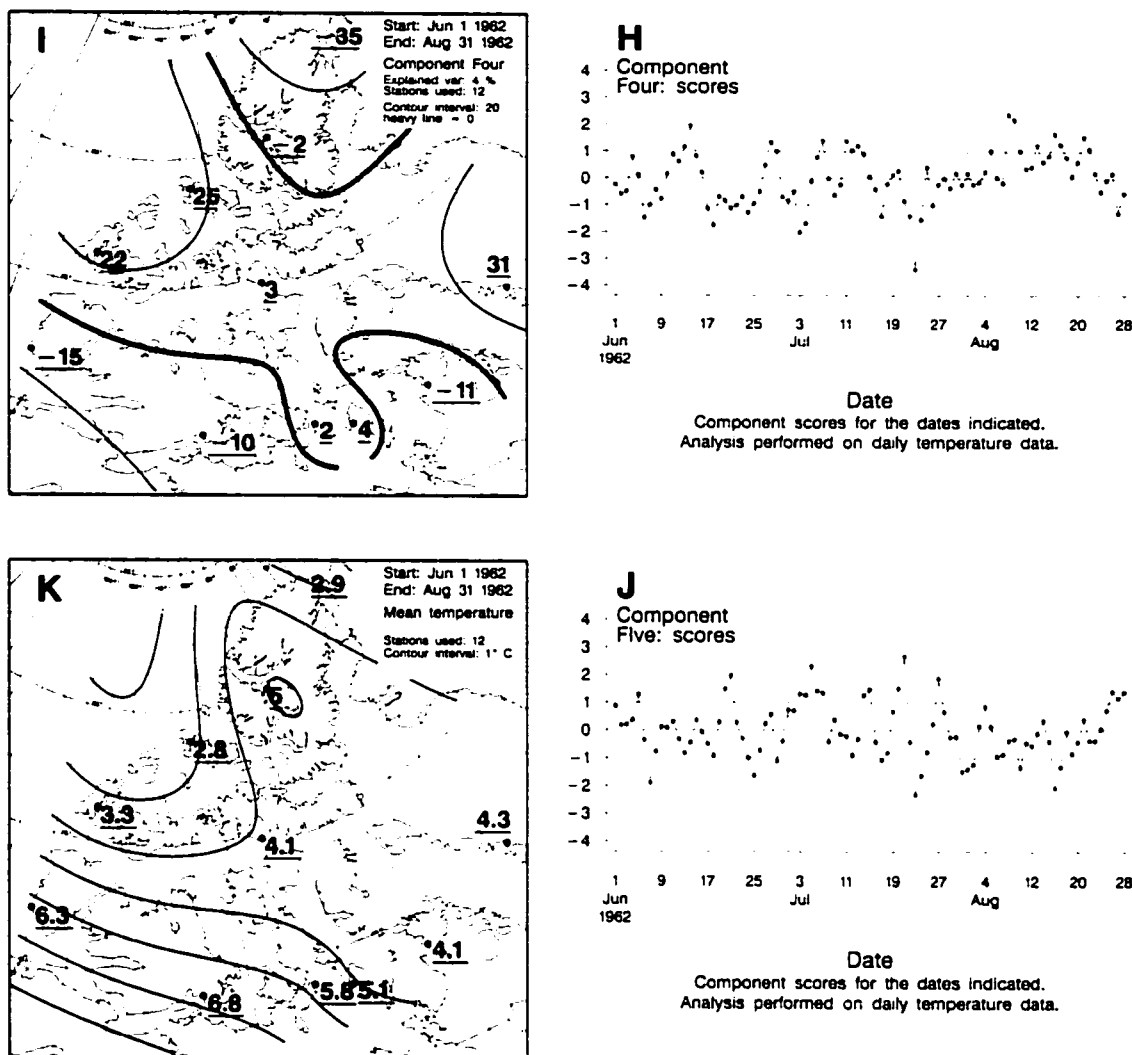 I
Start: Jun 1 1962
End: Aug 31 1962
Component Four
Explained var: 4 %
Stations used: 12
Contour interval: 20
heavy line = 0
-35
-2
25
22
31
3
-15
-11
-10
2
4
H
Component
Four: scores
4
3
2
1
0
-1
-2
-3
-4
1 9 17 25 3 11 19 27 4 12 20 28
Jun Jul Aug
1962
Date
Component scores for the dates indicated.
Analysis performed on daily temperature data.
K
Start: Jun 1 1962
End: Aug 31 1962
Mean temperature
Stations used: 12
Contour interval: 1° C
2.9
5
2.8
3.3
4.3
4.1
6.3
4.1
6.8
5.8
5.1
J
Component
Five: scores
4
3
2
1
0
-1
-2
-3
-4
1 9 17 25 3 11 19 27 4 12 20 28
Jun Jul Aug
1962
Date
Component scores for the dates indicated.
Analysis performed on daily temperature data.